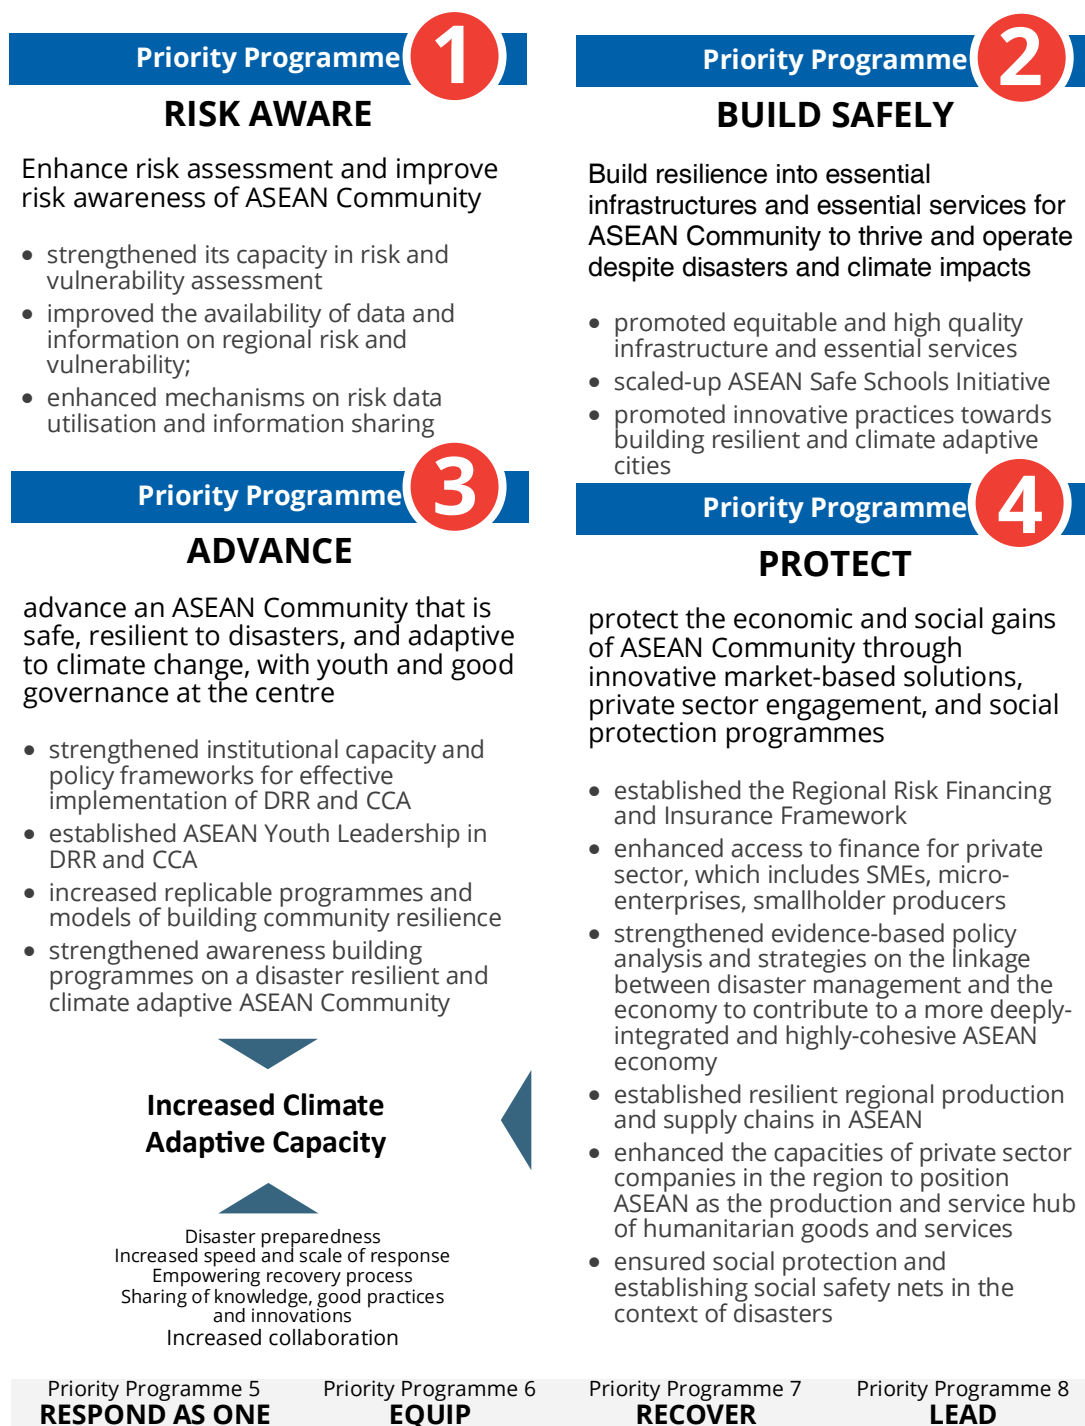 Priority Programme 1
RISK AWARE
Enhance risk assessment and improve
risk awareness of ASEAN Community
• strengthened its capacity in risk and
vulnerability assessment
• improved the availability of data and
information on regional risk and
vulnerability;
• enhanced mechanisms on risk data
utilisation and information sharing
Priority Programme 2
BUILD SAFELY
Build resilience into essential
infrastructures and essential services for
ASEAN Community to thrive and operate
despite disasters and climate impacts
• promoted equitable and high quality
infrastructure and essential services
• scaled-up ASEAN Safe Schools Initiative
• promoted innovative practices towards
building resilient and climate adaptive
cities
Priority Programme 3
ADVANCE
advance an ASEAN Community that is
safe, resilient to disasters, and adaptive
to climate change, with youth and good
governance at the centre
• strengthened institutional capacity and
policy frameworks for effective
implementation of DRR and CCA
• established ASEAN Youth Leadership in
DRR and CCA
• increased replicable programmes and
models of building community resilience
• strengthened awareness building
programmes on a disaster resilient and
climate adaptive ASEAN Community
Priority Programme 4
PROTECT
protect the economic and social gains
of ASEAN Community through
innovative market-based solutions,
private sector engagement, and social
protection programmes
• established the Regional Risk Financing
and Insurance Framework
• enhanced access to finance for private
sector, which includes SMEs, micro-
enterprises, smallholder producers
• strengthened evidence-based policy
analysis and strategies on the linkage
between disaster management and the
economy to contribute to a more deeply-
integrated and highly-cohesive ASEAN
economy
• established resilient regional production
and supply chains in ASEAN
• enhanced the capacities of private sector
companies in the region to position
ASEAN as the production and service hub
of humanitarian goods and services
• ensured social protection and
establishing social safety nets in the
context of disasters
Increased Climate
Adaptive Capacity
Disaster preparedness
Increased speed and scale of response
Empowering recovery process
Sharing of knowledge, good practices
and innovations
Increased collaboration
Priority Programme 5
RESPOND AS ONE
Priority Programme 6
EQUIP
Priority Programme 7
RECOVER
Priority Programme 8
LEAD